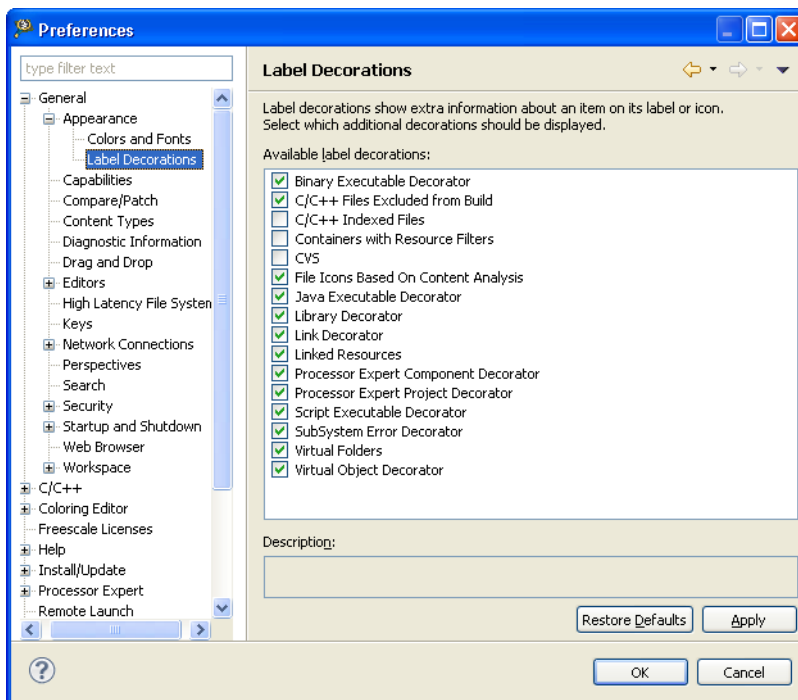 Preferences
type filter text
General
Appearance
Colors and Fonts
Label Decorations
Capabilities
Compare/Patch
Content Types
Diagnostic Information
Drag and Drop
Editors
High Latency File System
Keys
Network Connections
Perspectives
Search
Security
Startup and Shutdown
Web Browser
Workspace
C/C++
Coloring Editor
Freescale Licenses
Help
Install/Update
Processor Expert
Remote Launch
Label Decorations
Label decorations show extra information about an item on its label or icon.
Select which additional decorations should be displayed.
Available label decorations:
Binary Executable Decorator
C/C++ Files Excluded from Build
C/C++ Indexed Files
Containers with Resource Filters
CVS
File Icons Based On Content Analysis
Java Executable Decorator
Library Decorator
Link Decorator
Linked Resources
Processor Expert Component Decorator
Processor Expert Project Decorator
Script Executable Decorator
SubSystem Error Decorator
Virtual Folders
Virtual Object Decorator
Description:
Restore Defaults
Apply
?
OK
Cancel